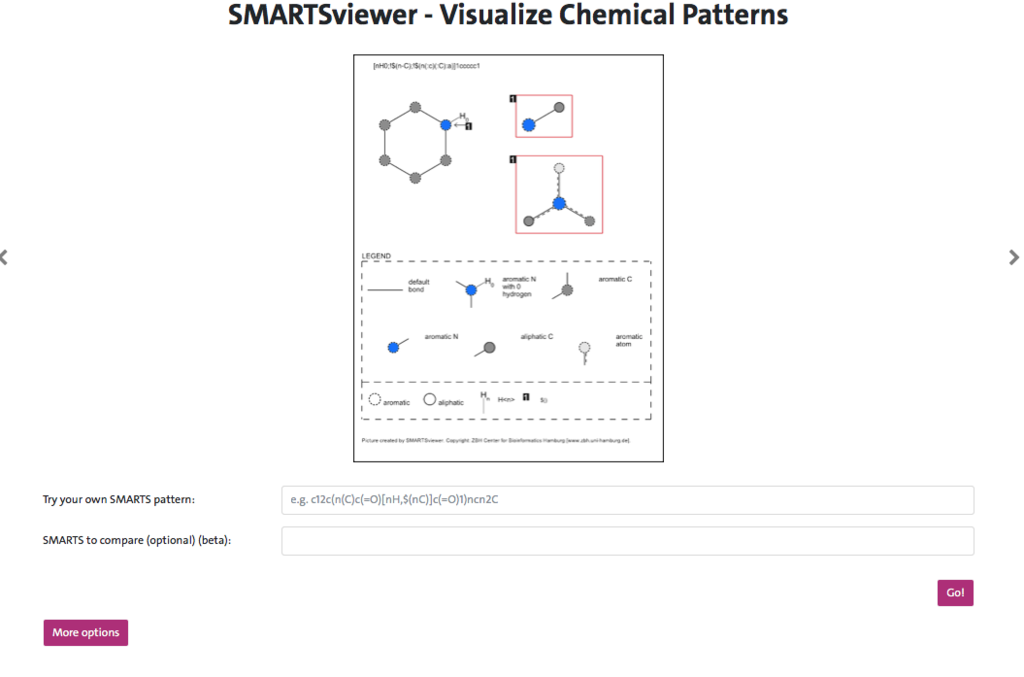 SMARTSviewer - Visualize Chemical Patterns
[nH0;!$(n-C);!$(n(:c)(:C):a)]1ccccc1
H0
1
1
1
LEGEND
default
bond
H0
aromatic N
with 0
hydrogen
aromatic C
aromatic N
aliphatic C
aromatic
atom
aromatic
aliphatic
Hn
H<n>
1
$()
Picture created by SMARTSviewer. Copyright: ZBH Center for Bioinformatics Hamburg [www.zbh.uni-hamburg.de].
Try your own SMARTS pattern:
e.g. c12c(n(C)c(=O)[nH,$(nC)]c(=O)1)ncn2C
SMARTS to compare (optional) (beta):
Go!
More options